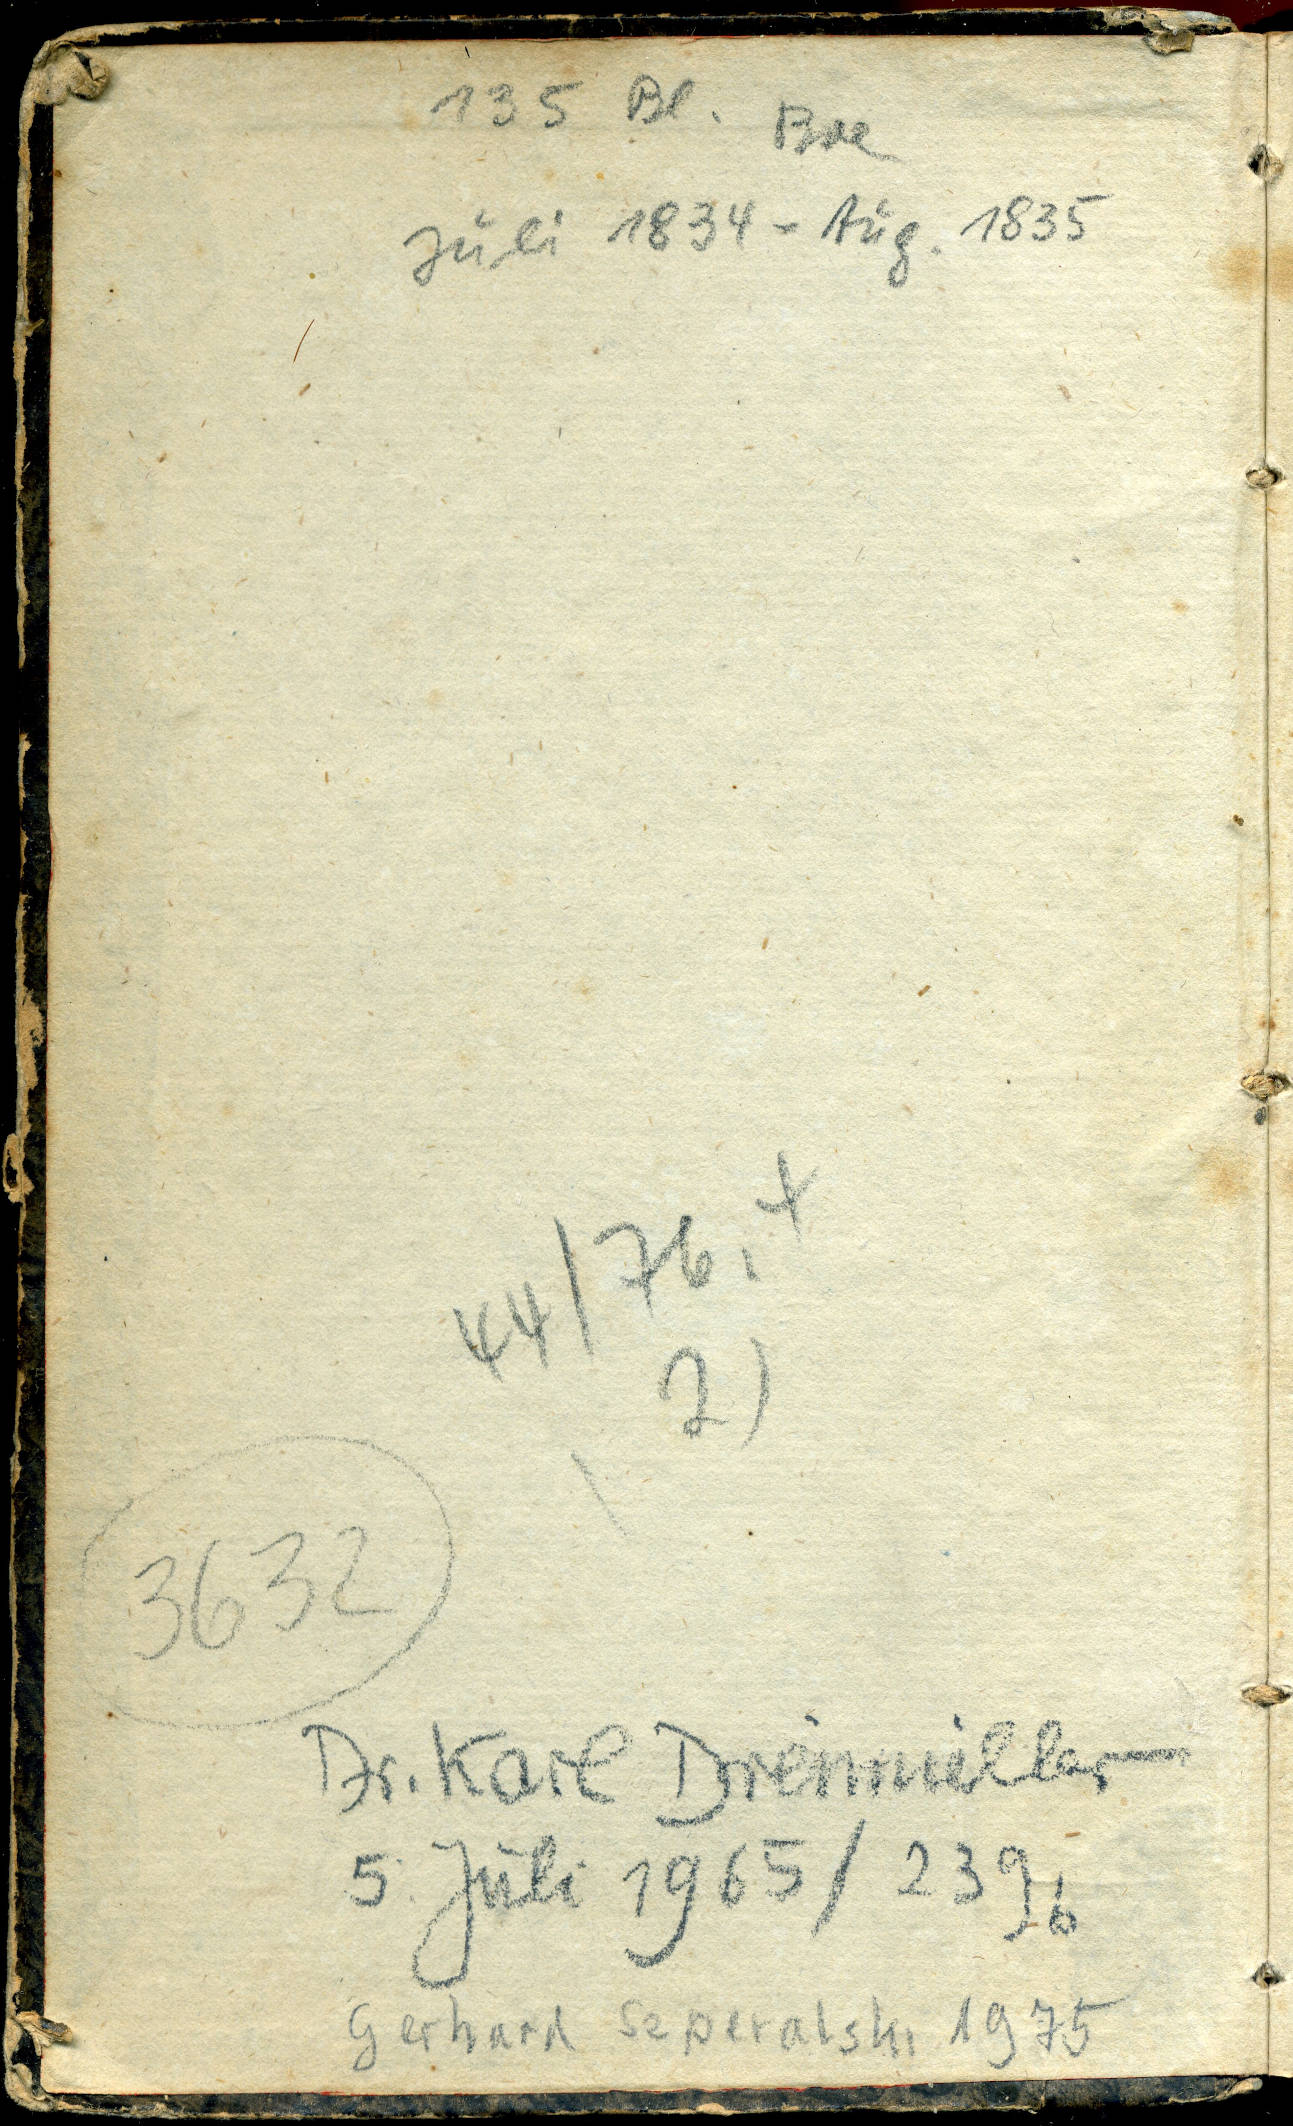 135 Bl.
Juli 1834 - Aug. 1835
44/76, +
2)
3632
Dr. Karl Dreimüller
5. Juli 1965 / 239 b
Gerhard Seperalski 1975